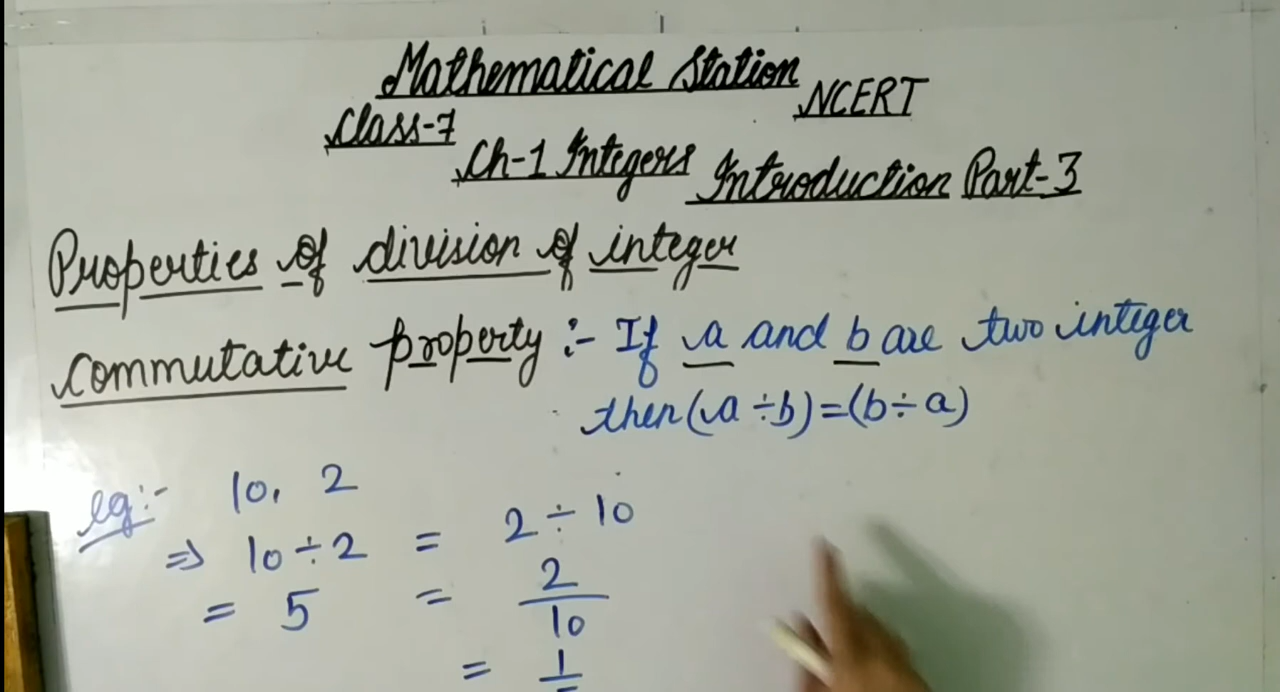 Mathematical Station
NCERT
Class-7
Ch-1 Integers Introduction Part-3
Properties of division of integer
Commutative property :- If a and b are two integer
then (a ÷ b) = (b ÷ a)
eg:- 10, 2
⇒ 10 ÷ 2 = 2 ÷ 10
= 5 = 2/10
= 1